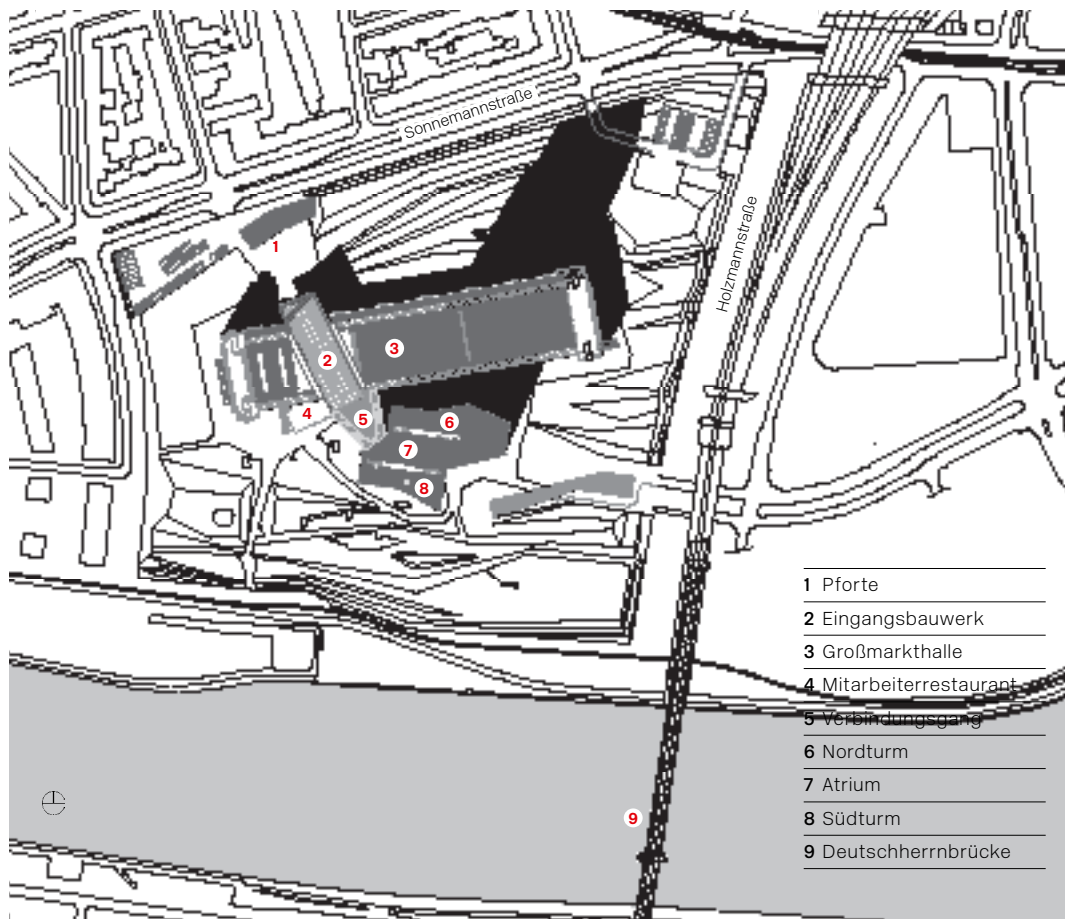 Sonnemannstraße
Holzmannstraße
1
2
3
4
5
6
7
8
9
1 Pforte
2 Eingangsbauwerk
3 Großmarkthalle
4 Mitarbeiterrestaurant
5 Verbindungsgang
6 Nordturm
7 Atrium
8 Südturm
9 Deutschherrnbrücke